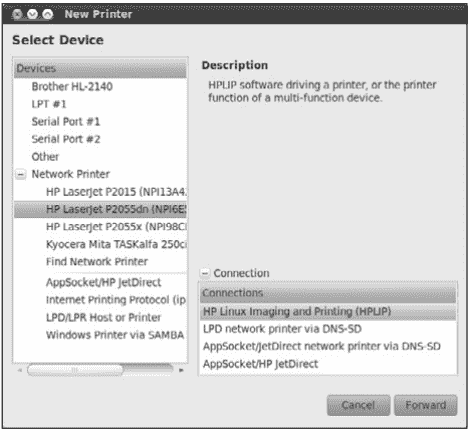 New Printer
Select Device
Devices
Brother HL-2140
LPT #1
Serial Port #1
Serial Port #2
Other
Network Printer
HP LaserJet P2015 (NPI13A4
HP LaserJet P2055dn (NPI6E
HP LaserJet P2055x (NPI98C
Kyocera Mita TASKalfa 250ci
Find Network Printer
AppSocket/HP JetDirect
Internet Printing Protocol (ip
LPD/LPR Host or Printer
Windows Printer via SAMBA
Description
HPLIP software driving a printer, or the printer
function of a multi-function device.
Connection
Connections
HP Linux Imaging and Printing (HPLIP)
LPD network printer via DNS-SD
AppSocket/JetDirect network printer via DNS-SD
AppSocket/HP JetDirect
Cancel
Forward